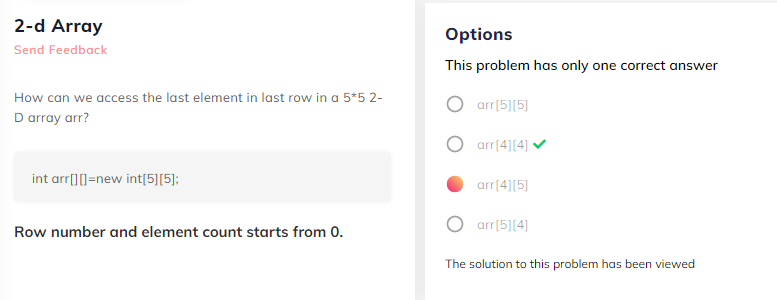 2-d Array
Send Feedback
How can we access the last element in last row in a 5*5 2-
D array arr?
int arr[][]=new int[5][5];
Row number and element count starts from 0.
Options
This problem has only one correct answer
arr[5][5]
arr[4][4]
arr[4][5]
arr[5][4]
The solution to this problem has been viewed